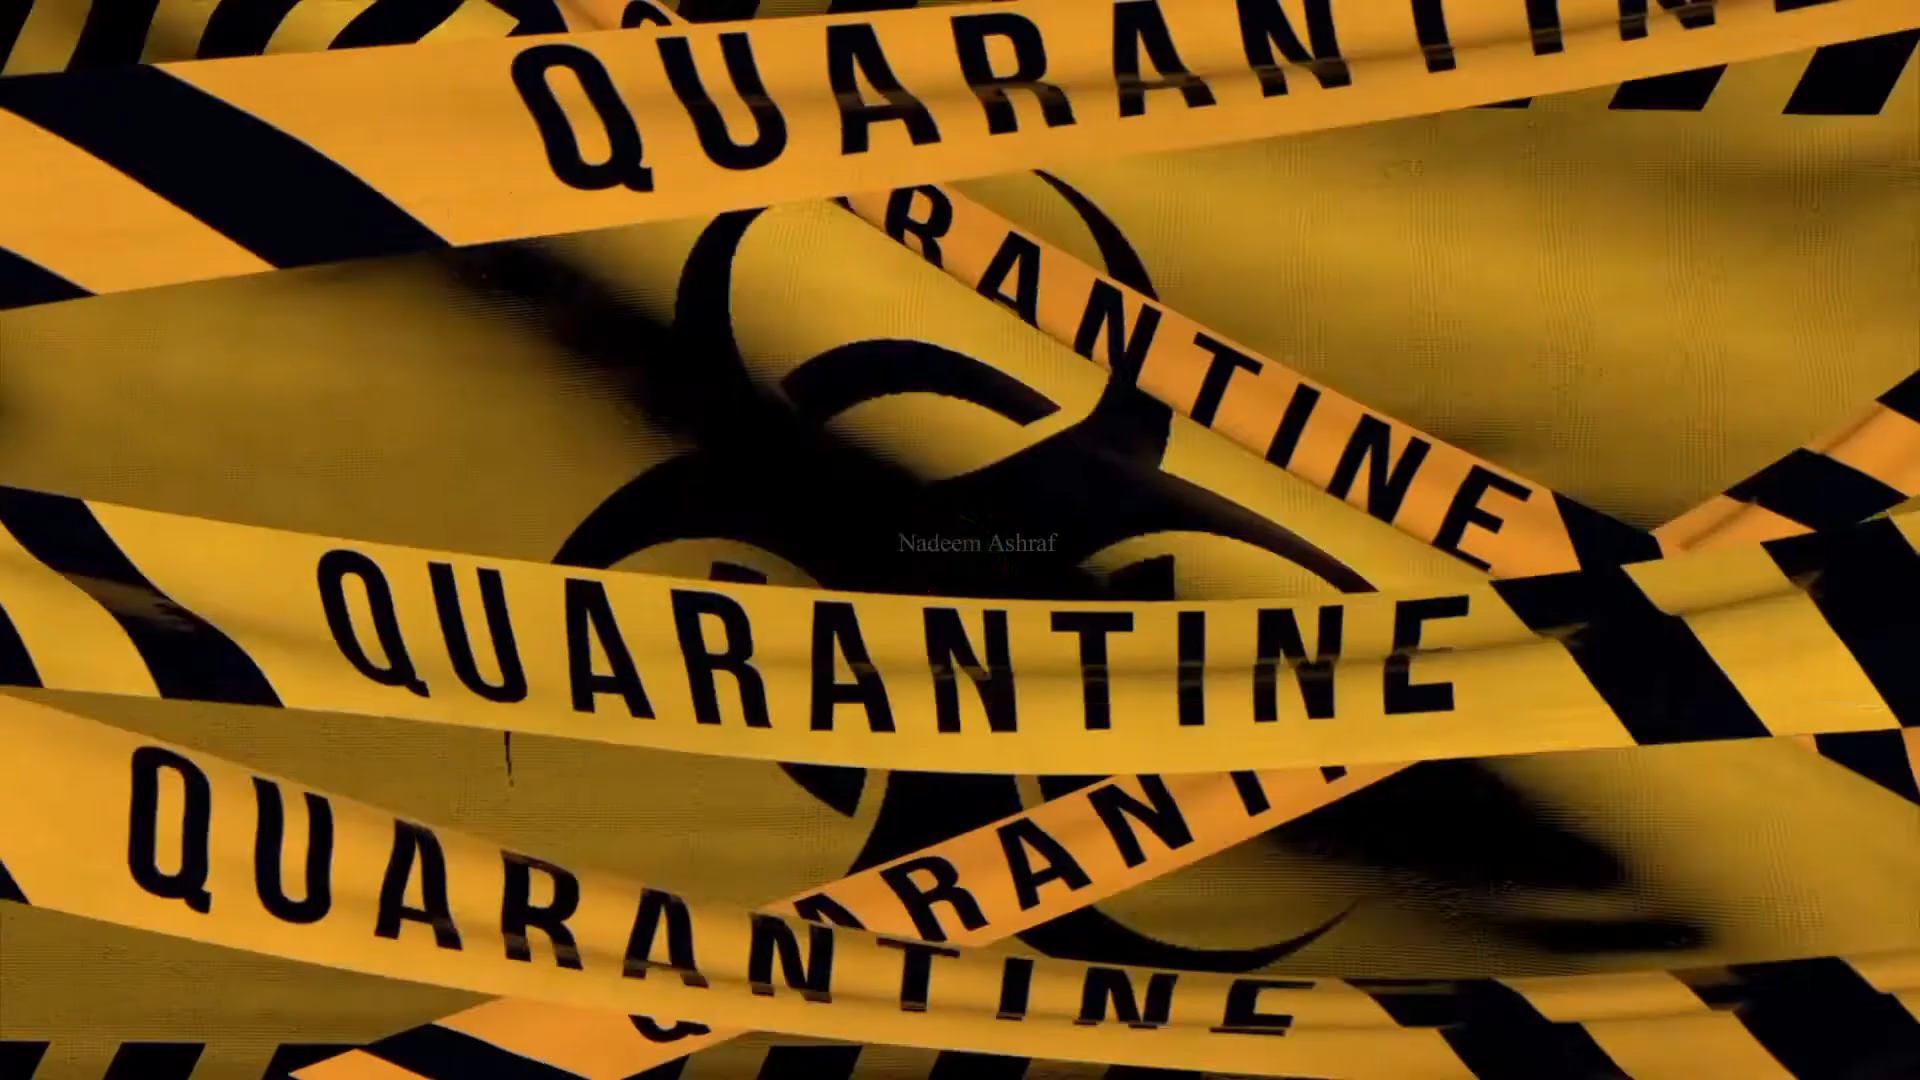 QUARANTINE
RANTINE
Nadeem Ashraf
QUARANTINE
RANTI
QUARANTINE